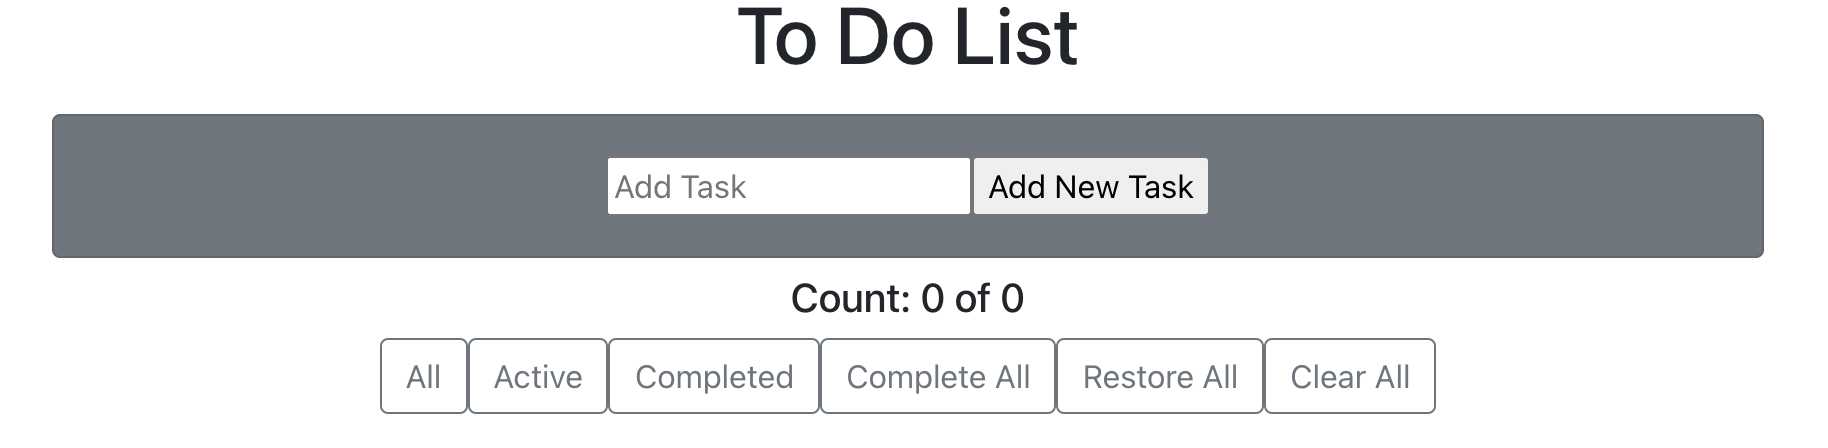 To Do List
Add Task Add New Task
Count: 0 of 0
All Active Completed Complete All Restore All Clear All